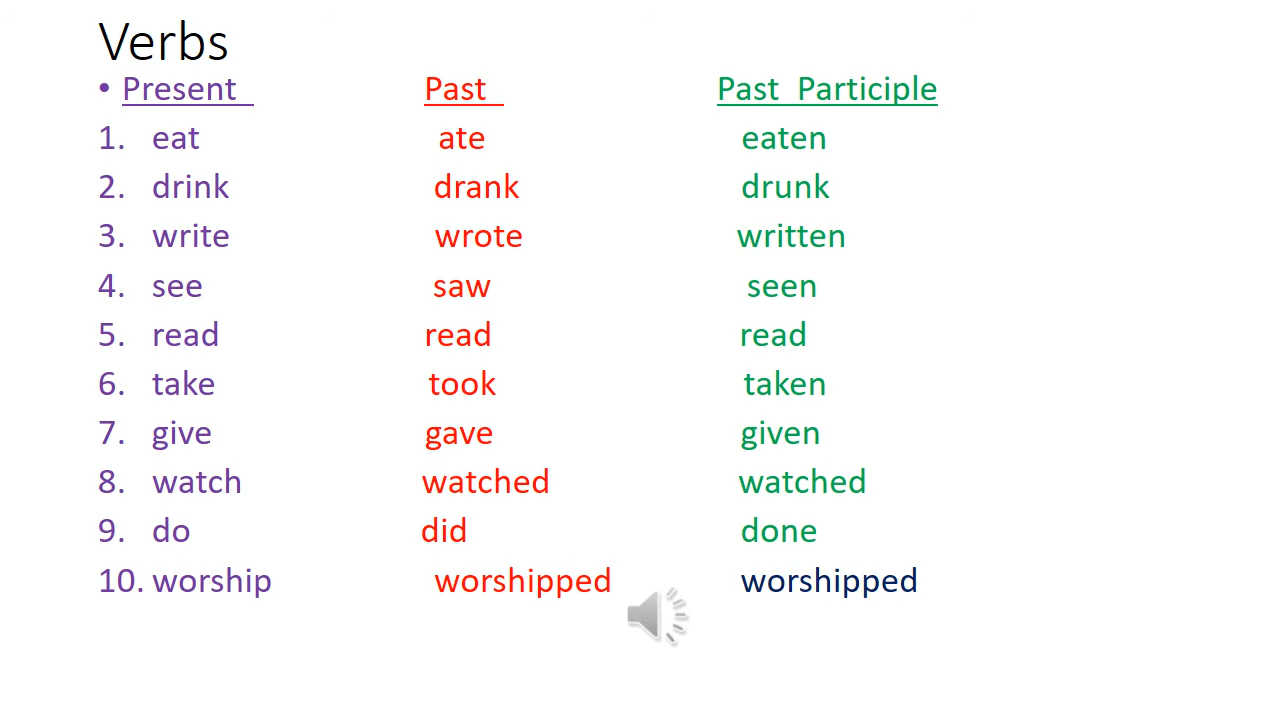 Verbs
• Present Past Past Participle
1. eat ate eaten
2. drink drank drunk
3. write wrote written
4. see saw seen
5. read read read
6. take took taken
7. give gave given
8. watch watched watched
9. do did done
10. worship worshipped worshipped